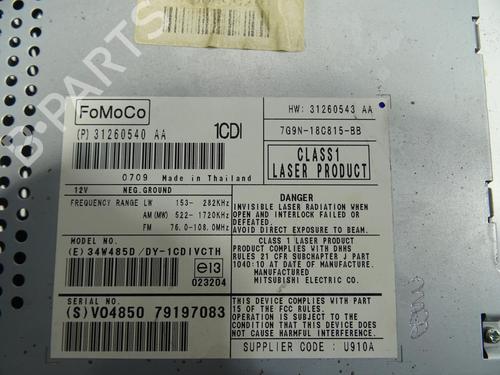 FoMoCo
(P) 31260540 AA
1CDI
0709 Made in Thailand
HW: 31260543 AA
7G9N-18C815-BB
CLASS1
LASER PRODUCT
12V NEG.GROUND
FREQUENCY RANGE LW 153- 282KHz
AM(MW) 522-1720KHz
FM 76.0-108.0MHz
MODEL NO.
(E)34W485D/DY-1CDIVCTH
e13
023204
SERIAL NO.
(S)VO4850 79197083
DANGER
INVISIBLE LASER RADIATION WHEN
OPEN AND INTERLOCK FAILED OR
DEFEATED.
AVOID DIRECT EXPOSURE TO BEAM.
CLASS 1 LASER PRODUCT
PRODUCT COMPLIES WITH DHHS
RULES 21 CFR SUBCHAPTER J PART
1040:10 AT DATE OF MANUFACTURE.
MANUFACTURED
MITSUBISHI ELECTRIC CO.
THIS DEVICE COMPLIES WITH PART
15 OF THE FCC RULES.
OPERATION IS SUBJECT TO THE
CONDITION THAT THIS DEVICE DOES
NOT CAUSE HARMFUL INTERFERENCE.
SUPPLIER CODE : U910A
B-PARTS